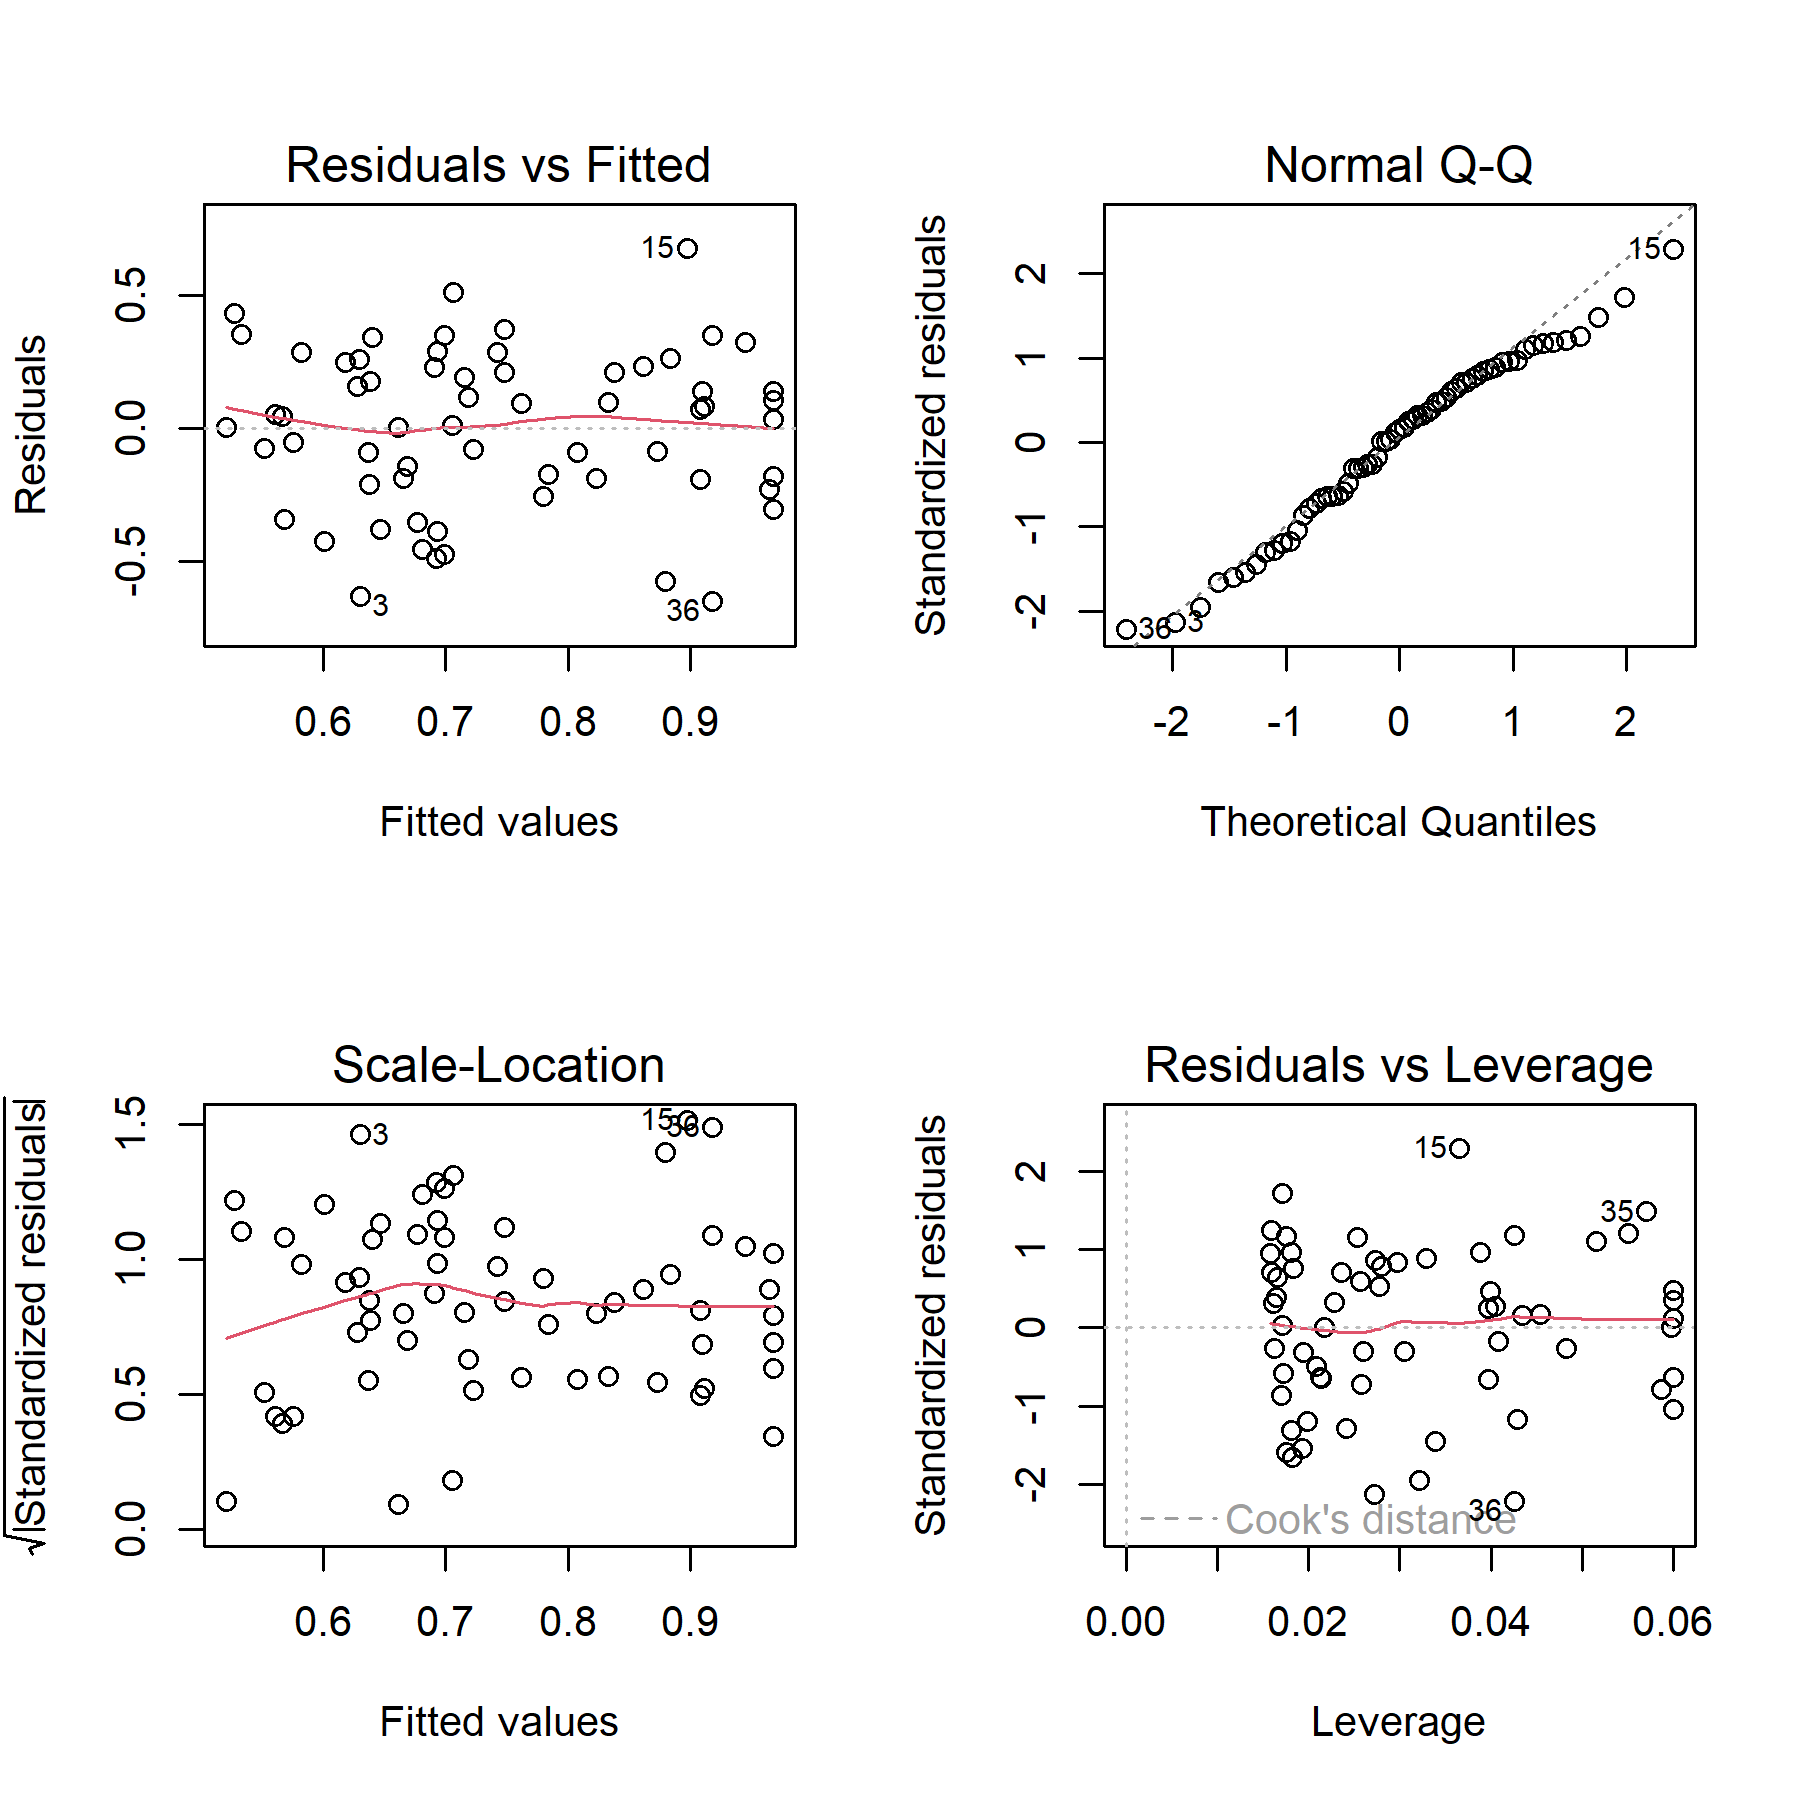 Residuals vs Fitted
Residuals
0.5
0.0
-0.5
15
3
36
0.6 0.7 0.8 0.9
Fitted values
Normal Q-Q
Standardized residuals
2
1
0
-1
-2
15
36
3
-2 -1 0 1 2
Theoretical Quantiles
Scale-Location
√|Standardized residuals|
1.5
1.0
0.5
0.0
3
15
36
0.6 0.7 0.8 0.9
Fitted values
Residuals vs Leverage
Standardized residuals
2
1
0
-1
-2
15
35
36
Cook's distance
0.00 0.02 0.04 0.06
Leverage